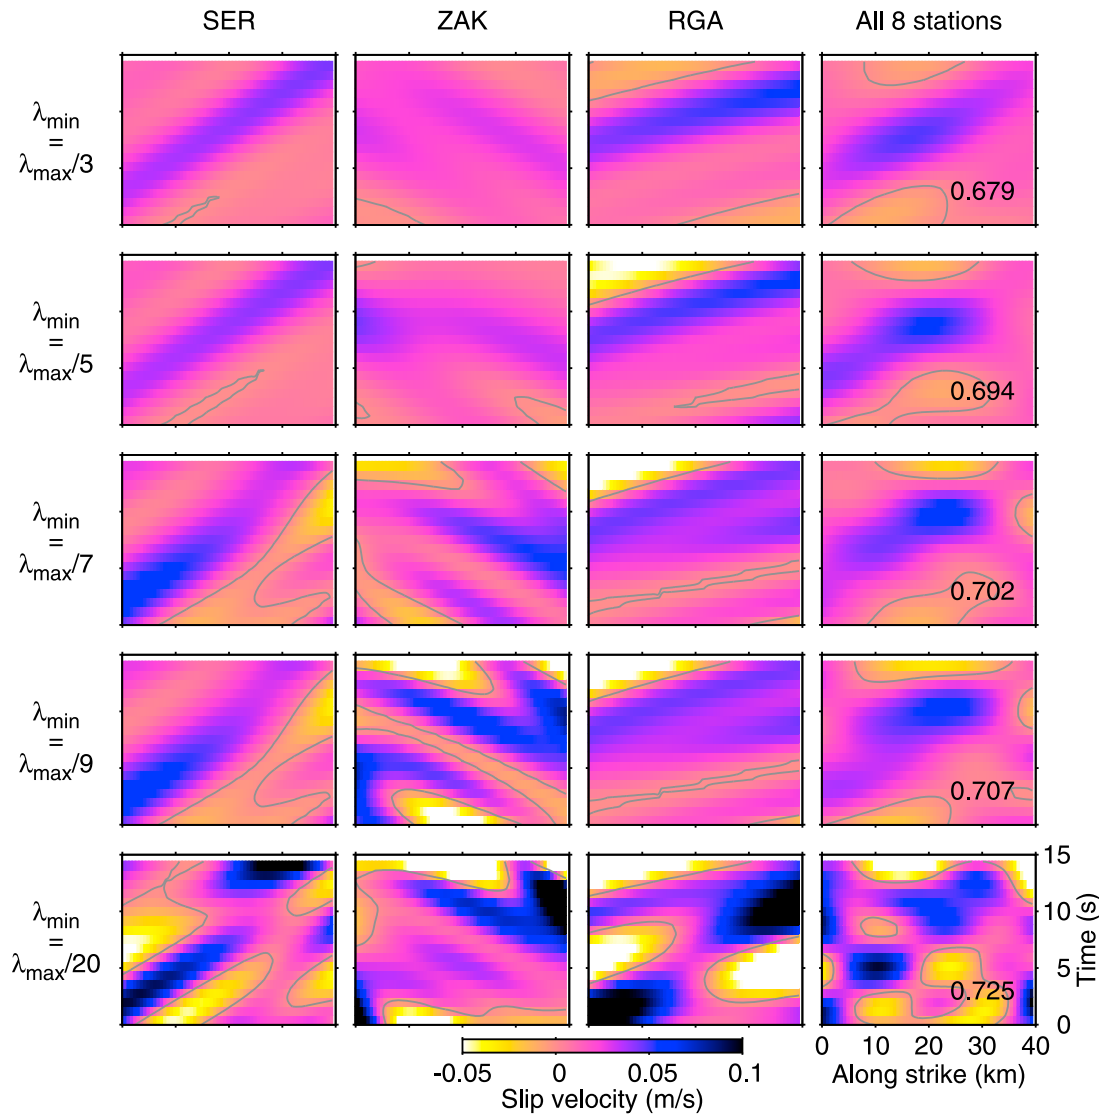 SER ZAK RGA All 8 stations
λmin
=
λmax/3
0.679
λmin
=
λmax/5
0.694
λmin
=
λmax/7
0.702
λmin
=
λmax/9
0.707
λmin
=
λmax/20
0.725
15
10
5
0
Time (s)
0 10 20 30 40
Along strike (km)
-0.05 0 0.05 0.1
Slip velocity (m/s)